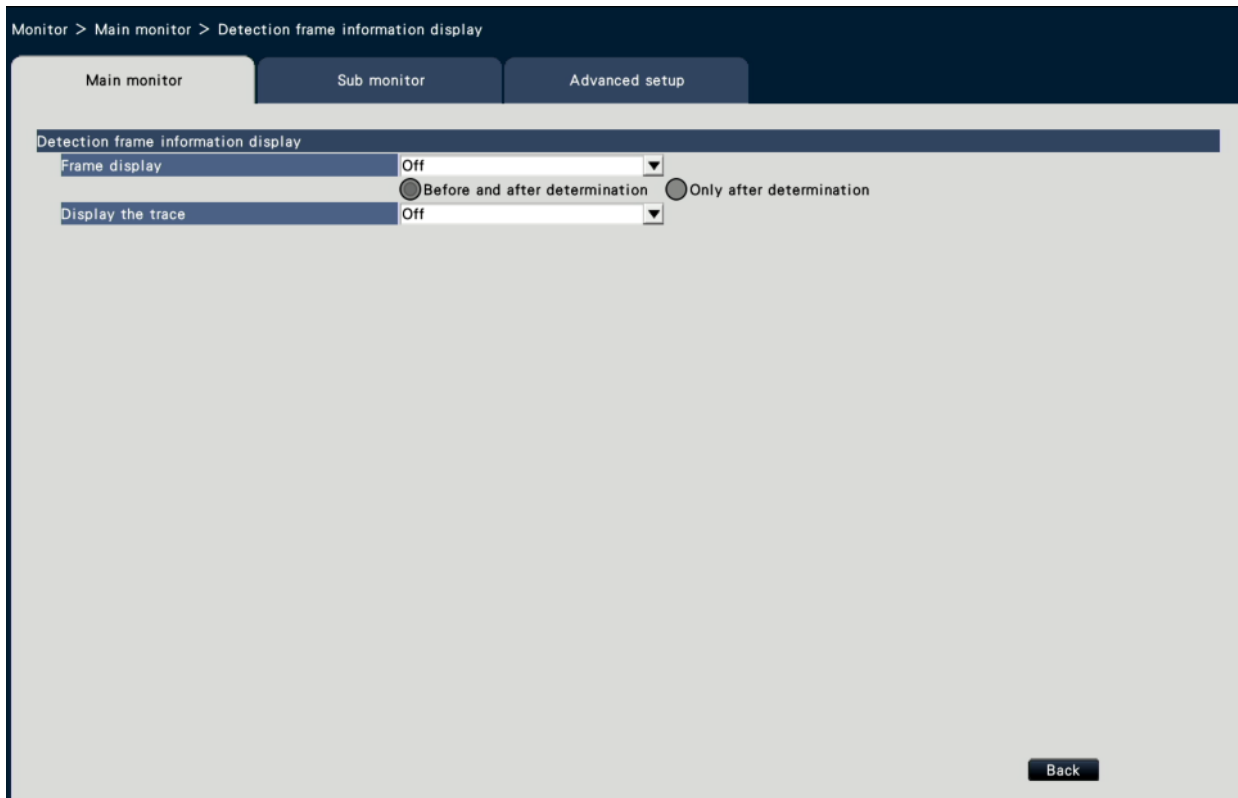 Monitor > Main monitor > Detection frame information display
Main monitor Sub monitor Advanced setup
Detection frame information display
Frame display Off
Before and after determination Only after determination
Display the trace Off
Back